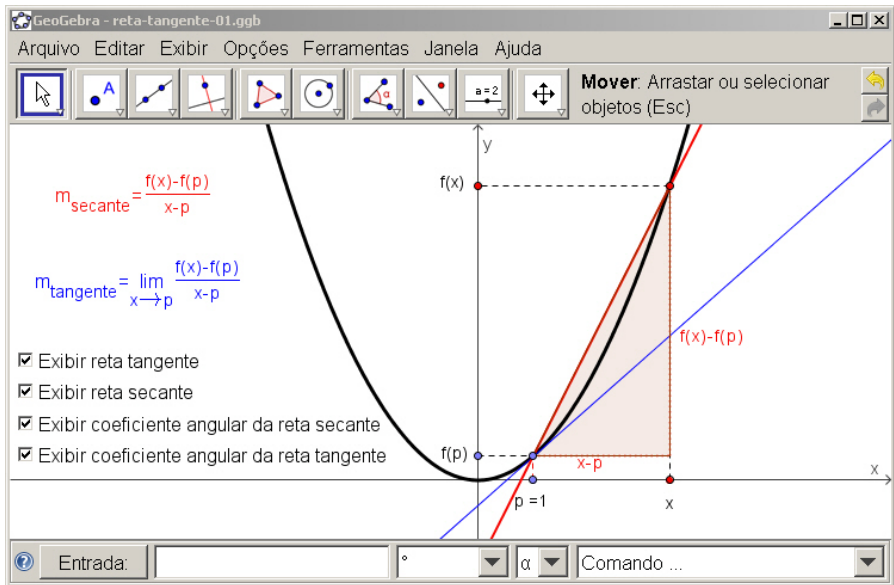 GeoGebra - reta-tangente-01.ggb
Arquivo Editar Exibir Opções Ferramentas Janela Ajuda
A
α
a = 2
Mover: Arrastar ou selecionar
objetos (Esc)
y
f(x)
m secante = f(x)-f(p)
x-p
m tangente = lim f(x)-f(p)
x→p x-p
f(x)-f(p)
Exibir reta tangente
Exibir reta secante
Exibir coeficiente angular da reta secante
Exibir coeficiente angular da reta tangente
f(p)
x-p
x
p =1
x
Entrada:
°
α
Comando ...